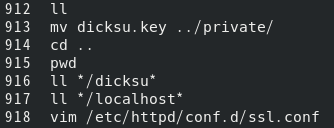 912 ll
913 mv dicksu.key ../private/
914 cd ..
915 pwd
916 ll */dicksu*
917 ll */localhost*
918 vim /etc/httpd/conf.d/ssl.conf